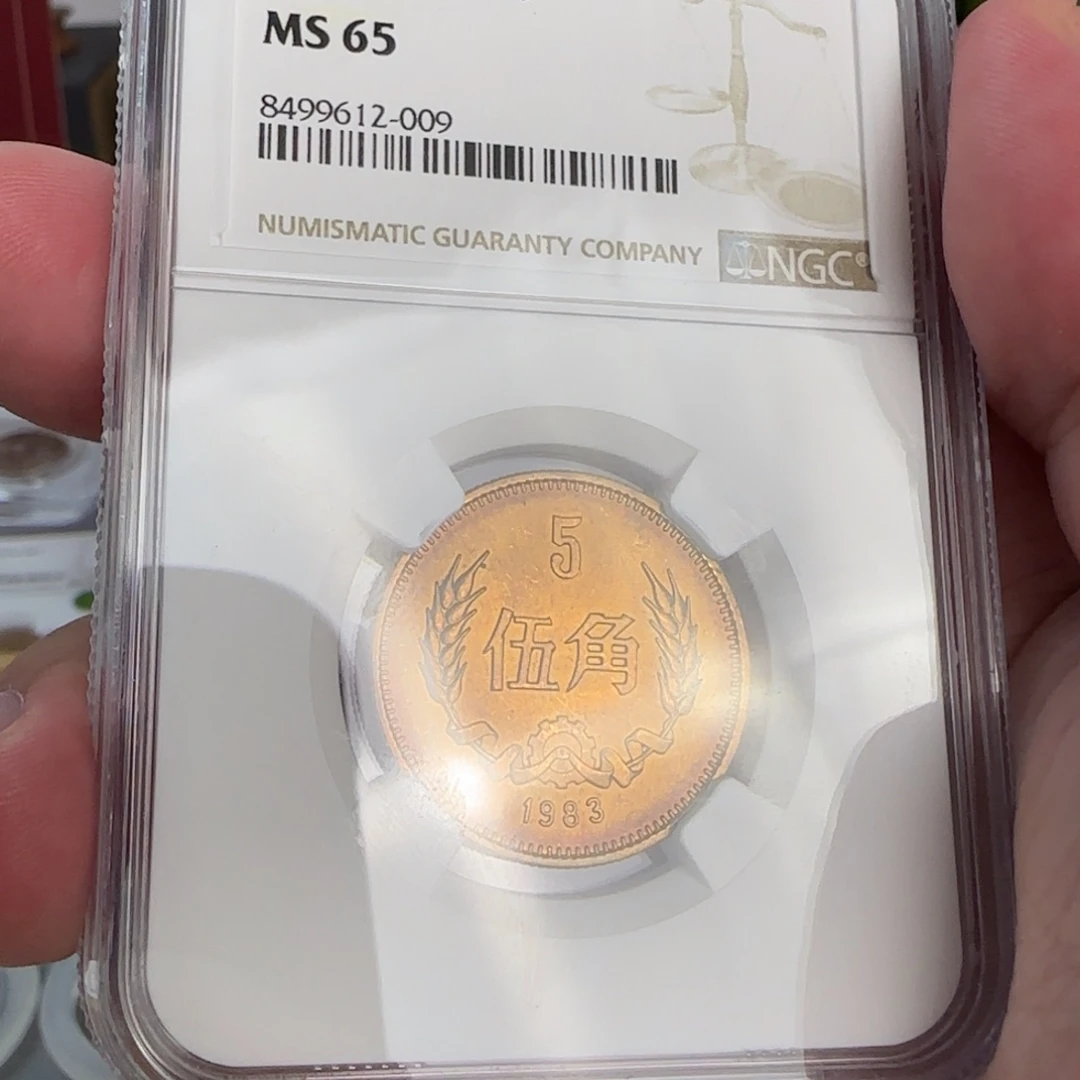 MS 65
8499612-009
NUMISMATIC GUARANTY COMPANY
NGC®
5
伍角
1983